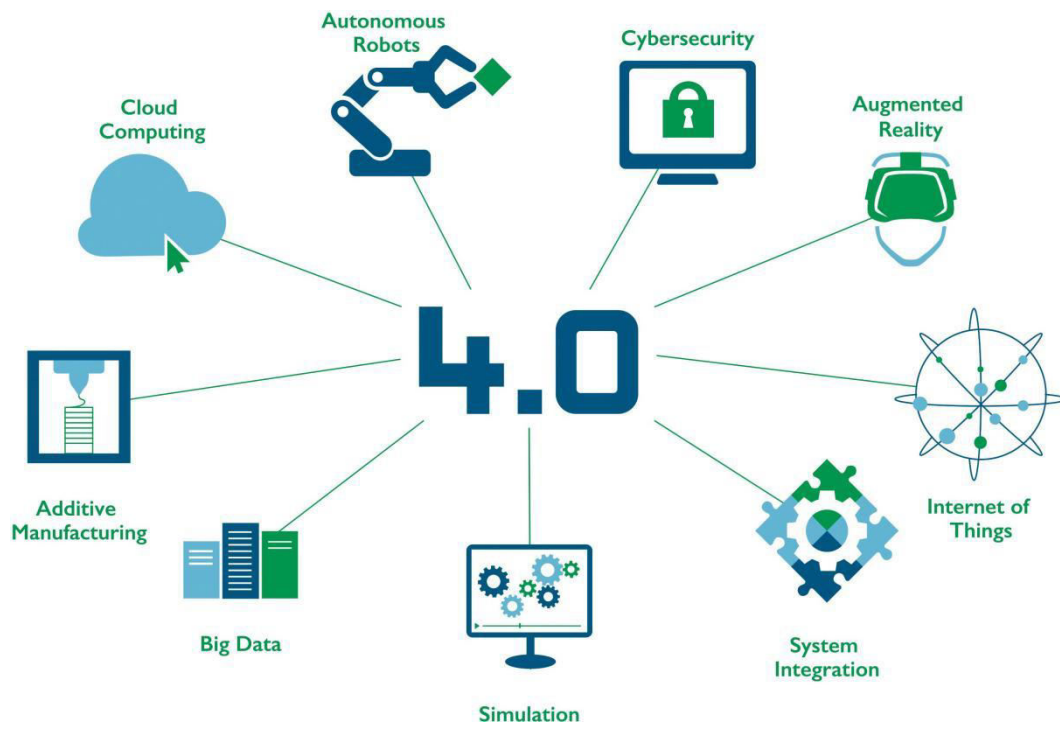 Autonomous
Robots
Cybersecurity
Cloud
Computing
Augmented
Reality
4.0
Additive
Manufacturing
Internet of
Things
Big Data
System
Integration
Simulation